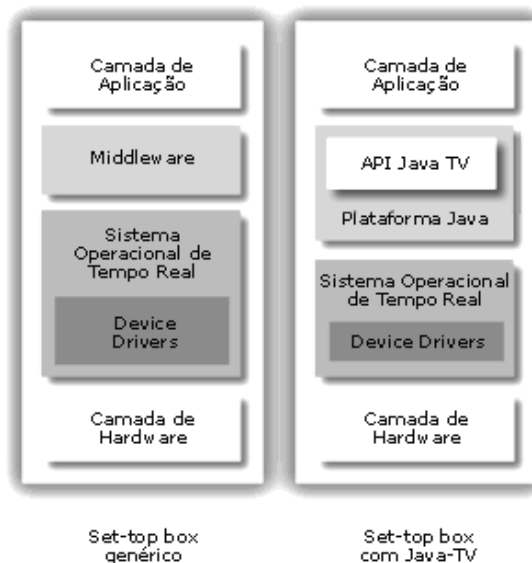 Camada de
Aplicação
Middleware
Sistema
Operacional de
Tempo Real
Device
Drivers
Camada de
Hardware
Set-top box
genérico
Camada de
Aplicação
API Java TV
Plataforma Java
Sistema Operacional
de Tempo Real
Device Drivers
Camada de
Hardware
Set-top box
com Java-TV